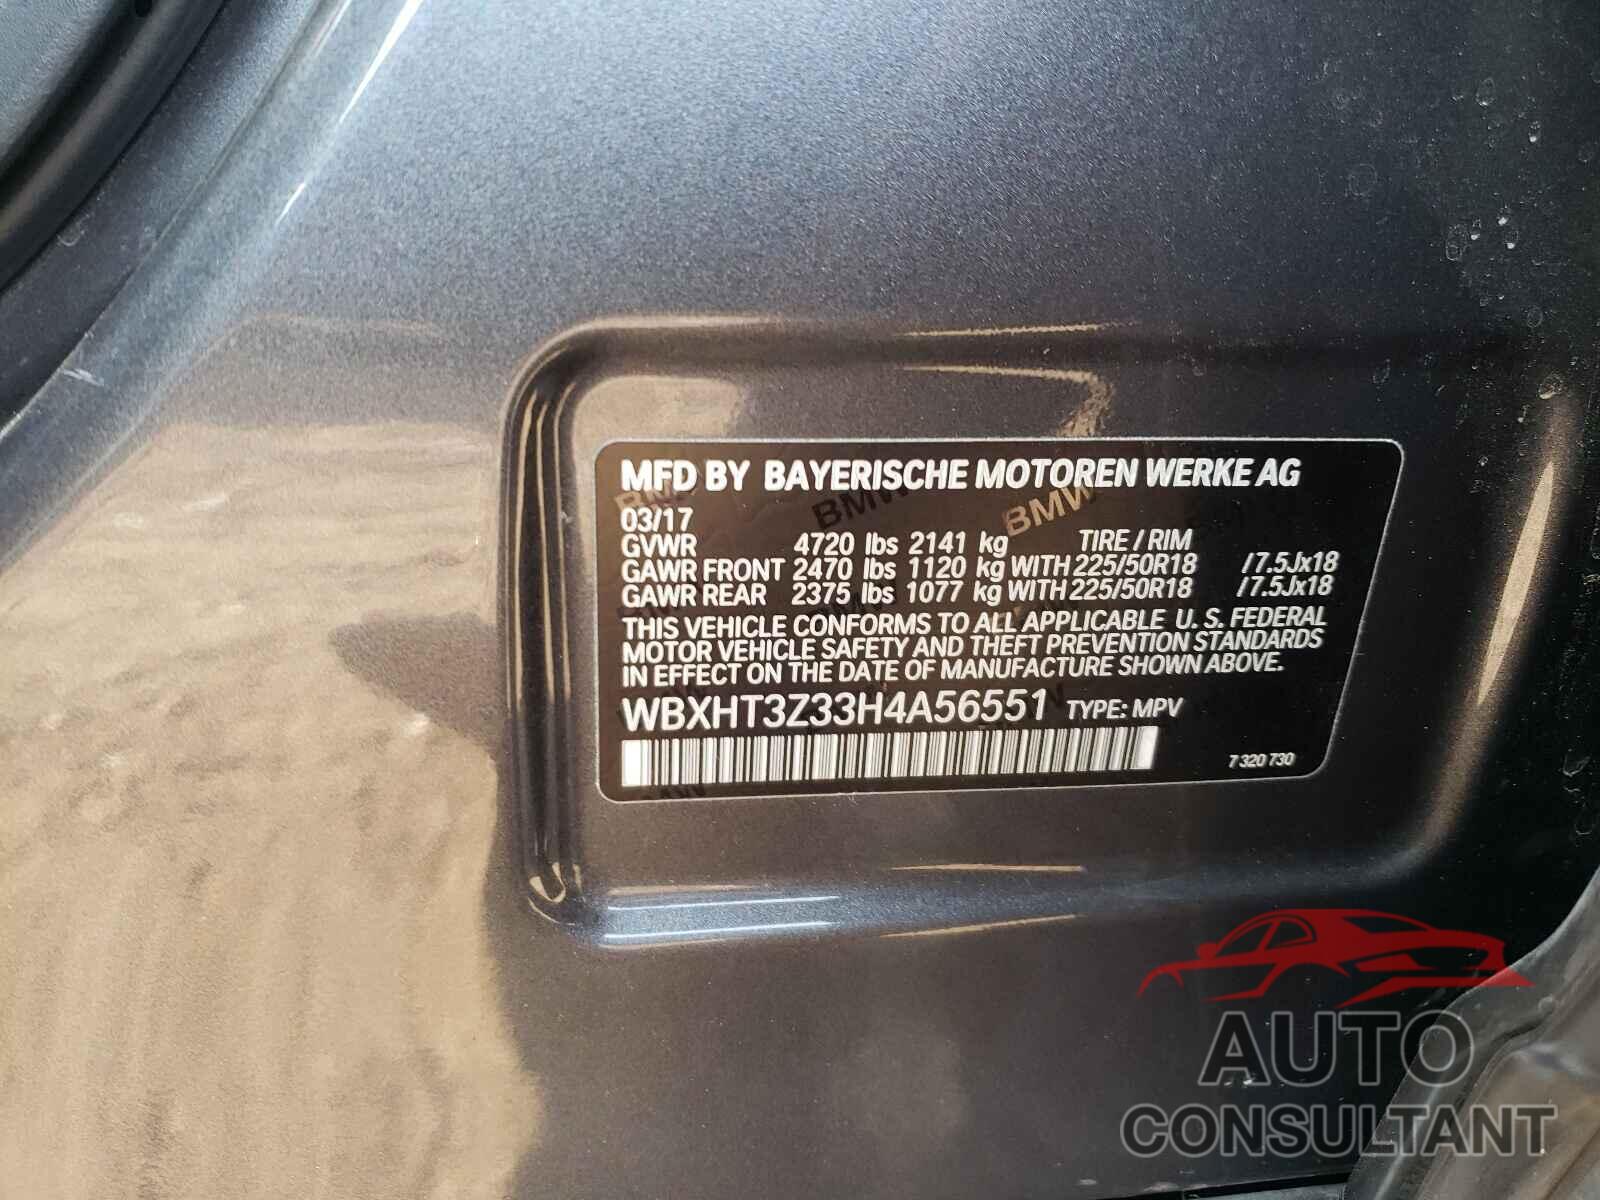 MFD BY BAYERISCHE MOTOREN WERKE AG
03/17
GVWR 4720 lbs 2141 kg TIRE / RIM
GAWR FRONT 2470 lbs 1120 kg WITH 225/50R18 /7.5Jx18
GAWR REAR 2375 lbs 1077 kg WITH 225/50R18 /7.5Jx18
THIS VEHICLE CONFORMS TO ALL APPLICABLE U. S. FEDERAL
MOTOR VEHICLE SAFETY AND THEFT PREVENTION STANDARDS
IN EFFECT ON THE DATE OF MANUFACTURE SHOWN ABOVE.
WBXHT3Z33H4A56551 TYPE: MPV
7 320 730
BMW BMW
AUTO
CONSULTANT